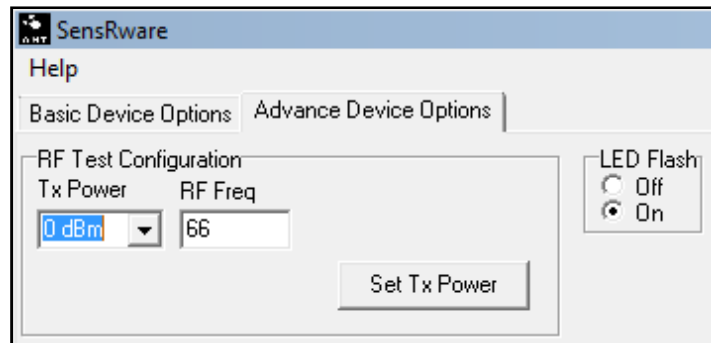 ANT SensRware
Help
Basic Device Options Advance Device Options
RF Test Configuration LED Flash
Tx Power RF Freq Off
0 dBm 66 On
Set Tx Power